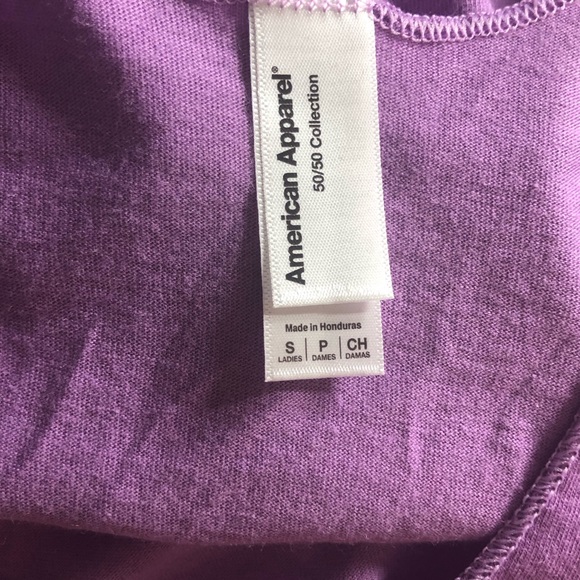 American Apparel®
50/50 Collection
Made in Honduras
S | P | CH
LADIES | DAMES | DAMAS